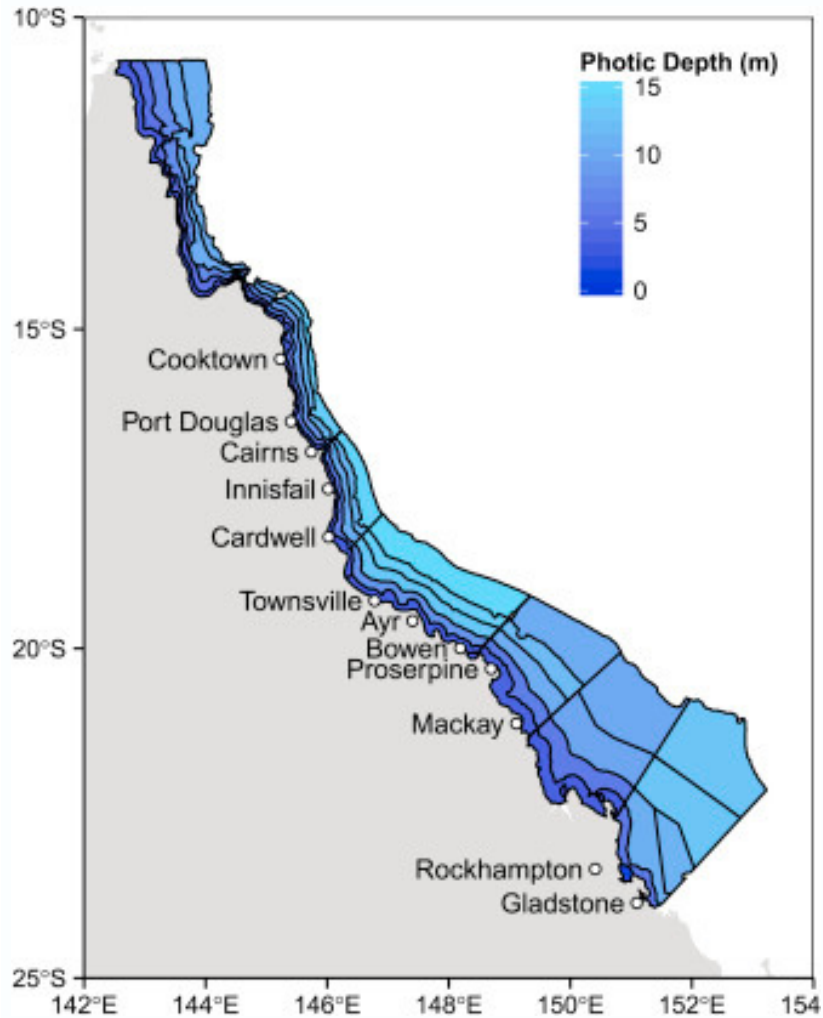 10°S
Photic Depth (m)
15
10
5
0
15°S
Cooktown
Port Douglas
Cairns
Innisfail
Cardwell
Townsville
Ayr
20°S
Bowen
Proserpine
Mackay
Rockhampton
Gladstone
25°S
142°E 144°E 146°E 148°E 150°E 152°E 154